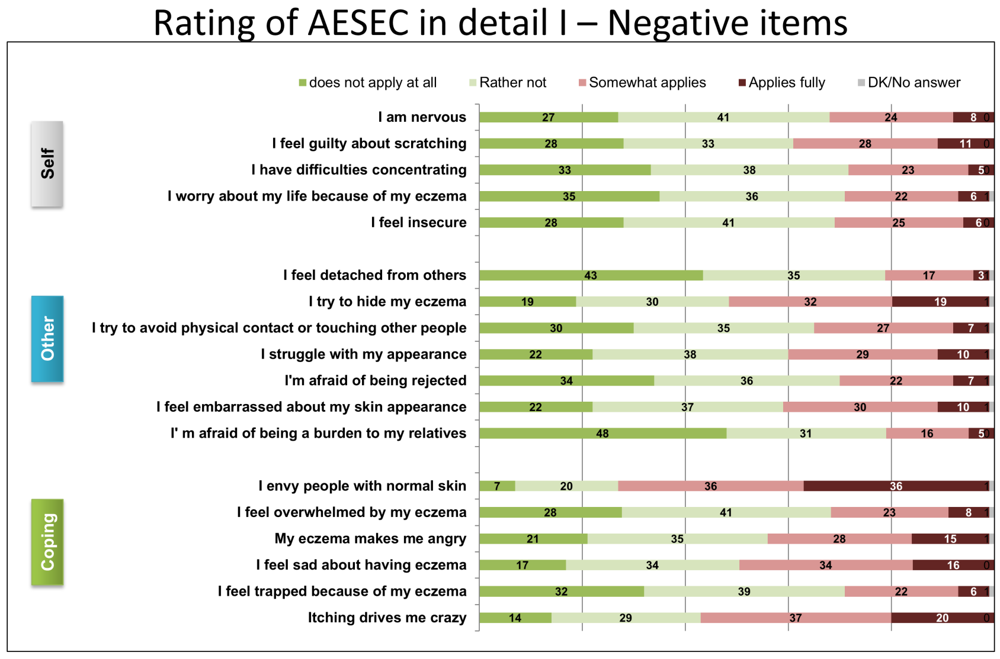 Rating of AESEC in detail I – Negative items
does not apply at all Rather not Somewhat applies Applies fully DK/No answer
Self
I am nervous 27 41 24 8 0
I feel guilty about scratching 28 33 28 11 0
I have difficulties concentrating 33 38 23 5 0
I worry about my life because of my eczema 35 36 22 6 1
I feel insecure 28 41 25 6 0
Other
I feel detached from others 43 35 17 3 1
I try to hide my eczema 19 30 32 19 1
I try to avoid physical contact or touching other people 30 35 27 7 1
I struggle with my appearance 22 38 29 10 1
I'm afraid of being rejected 34 36 22 7 1
I feel embarrassed about my skin appearance 22 37 30 10 1
I' m afraid of being a burden to my relatives 48 31 16 5 0
Coping
I envy people with normal skin 7 20 36 36 1
I feel overwhelmed by my eczema 28 41 23 8 1
My eczema makes me angry 21 35 28 15 1
I feel sad about having eczema 17 34 34 16 0
I feel trapped because of my eczema 32 39 22 6 1
Itching drives me crazy 14 29 37 20 0